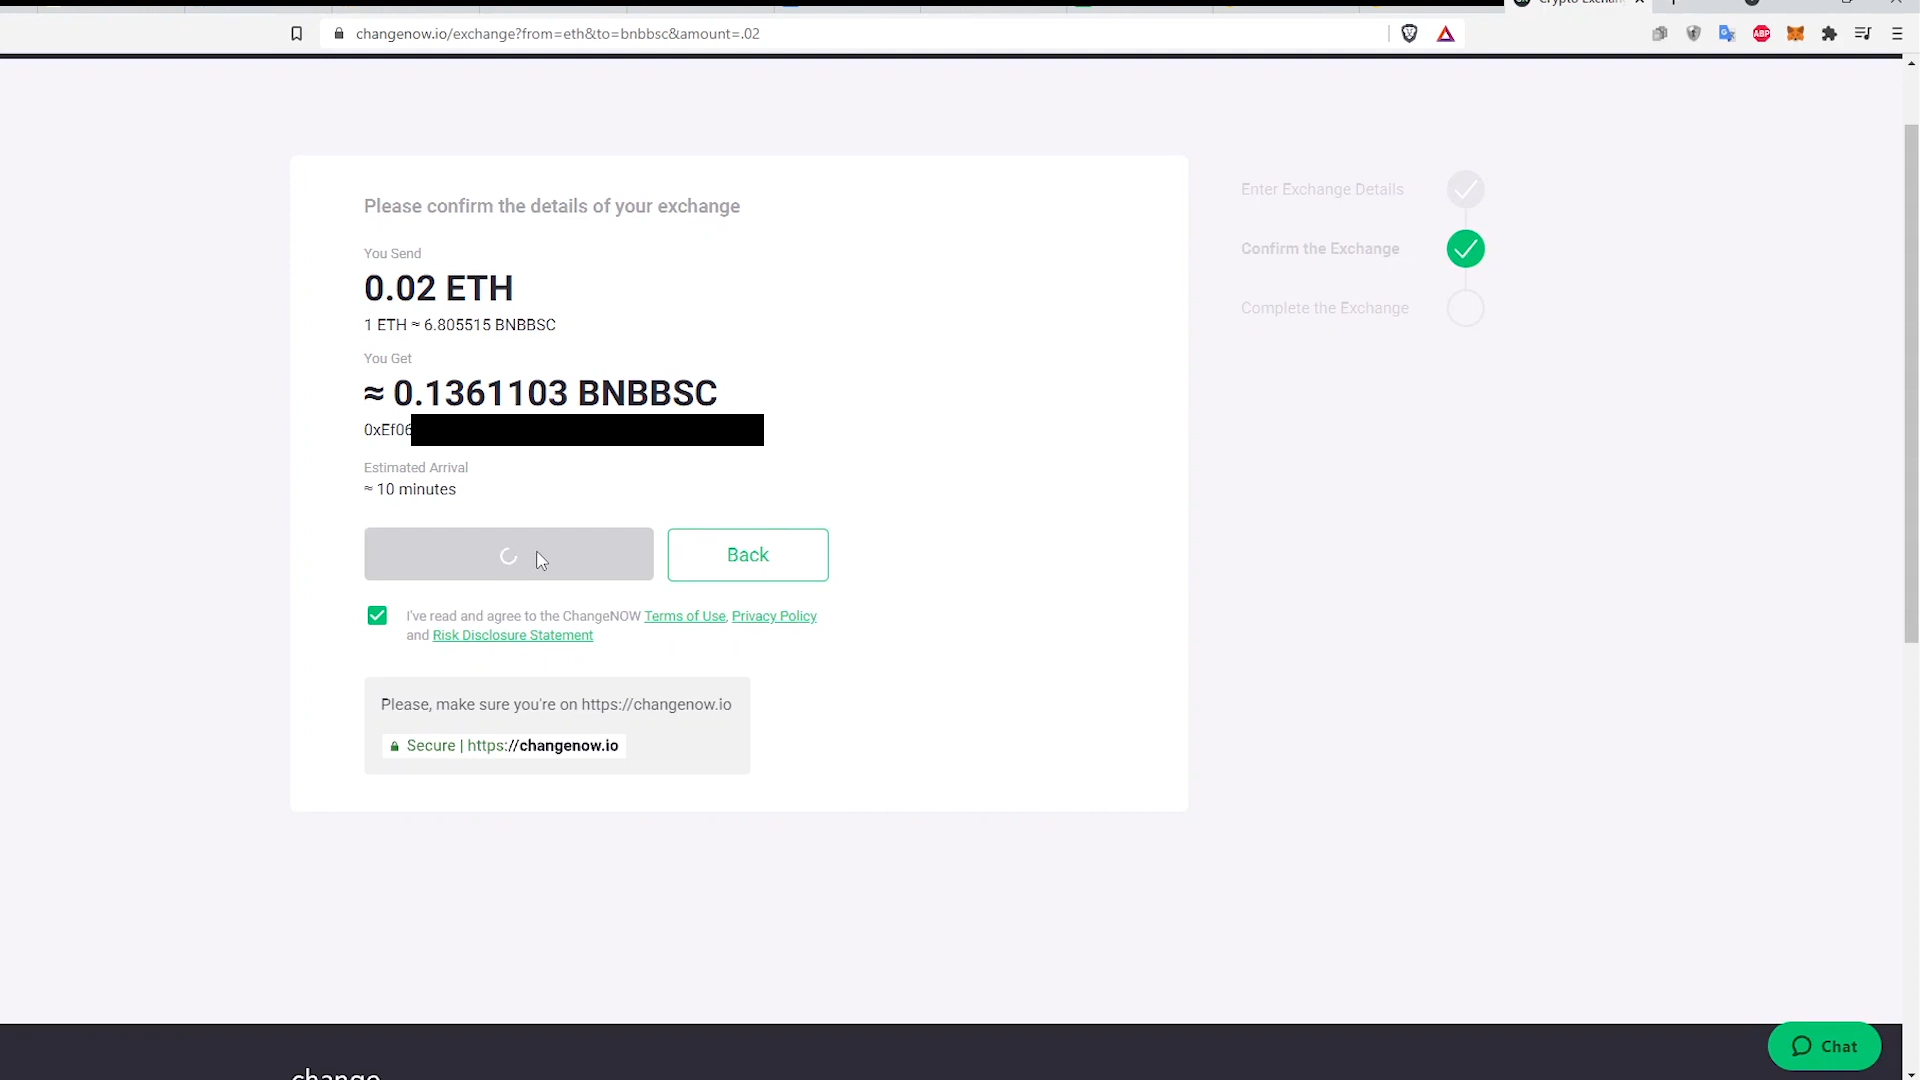 changenow.io/exchange?from=eth&to=bnbbsc&amount=.02
ABP
Please confirm the details of your exchange
You Send
0.02 ETH
1 ETH ≈ 6.805515 BNBBSC
You Get
≈ 0.1361103 BNBBSC
0xEf06
Estimated Arrival
≈ 10 minutes
Back
I've read and agree to the ChangeNOW Terms of Use, Privacy Policy
and Risk Disclosure Statement
Please, make sure you're on https://changenow.io
Secure | https://changenow.io
Enter Exchange Details
Confirm the Exchange
Complete the Exchange
Chat
change